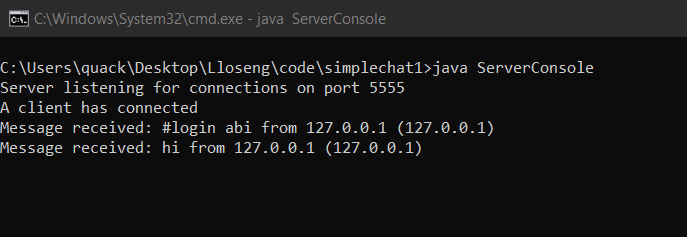 C:\Windows\System32\cmd.exe - java  ServerConsole
C:\Users\quack\Desktop\Lloseng\code\simplechat1>java ServerConsole
Server listening for connections on port 5555
A client has connected
Message received: #login abi from 127.0.0.1 (127.0.0.1)
Message received: hi from 127.0.0.1 (127.0.0.1)